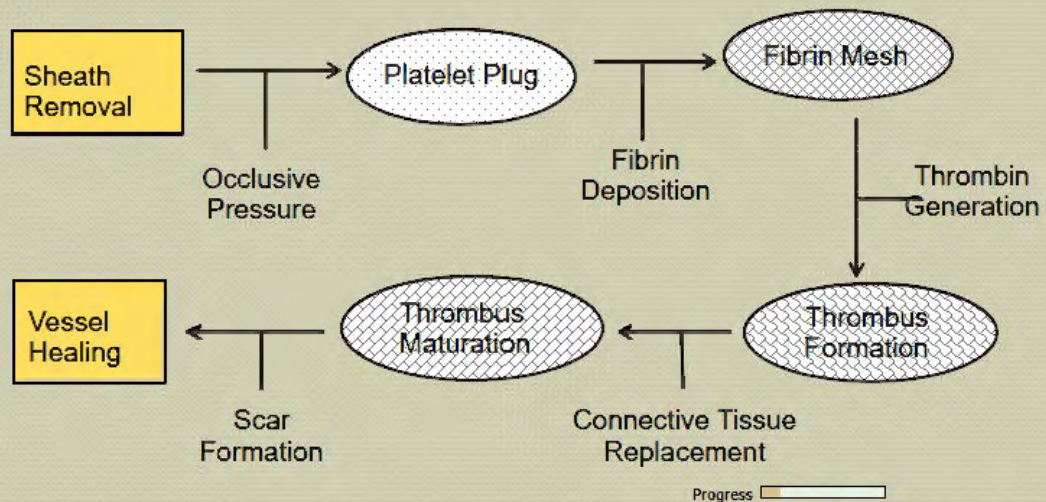 Sheath
Removal
Platelet Plug
Fibrin Mesh
Occlusive
Pressure
Fibrin
Deposition
Thrombin
Generation
Vessel
Healing
Thrombus
Maturation
Thrombus
Formation
Scar
Formation
Connective Tissue
Replacement
Progress